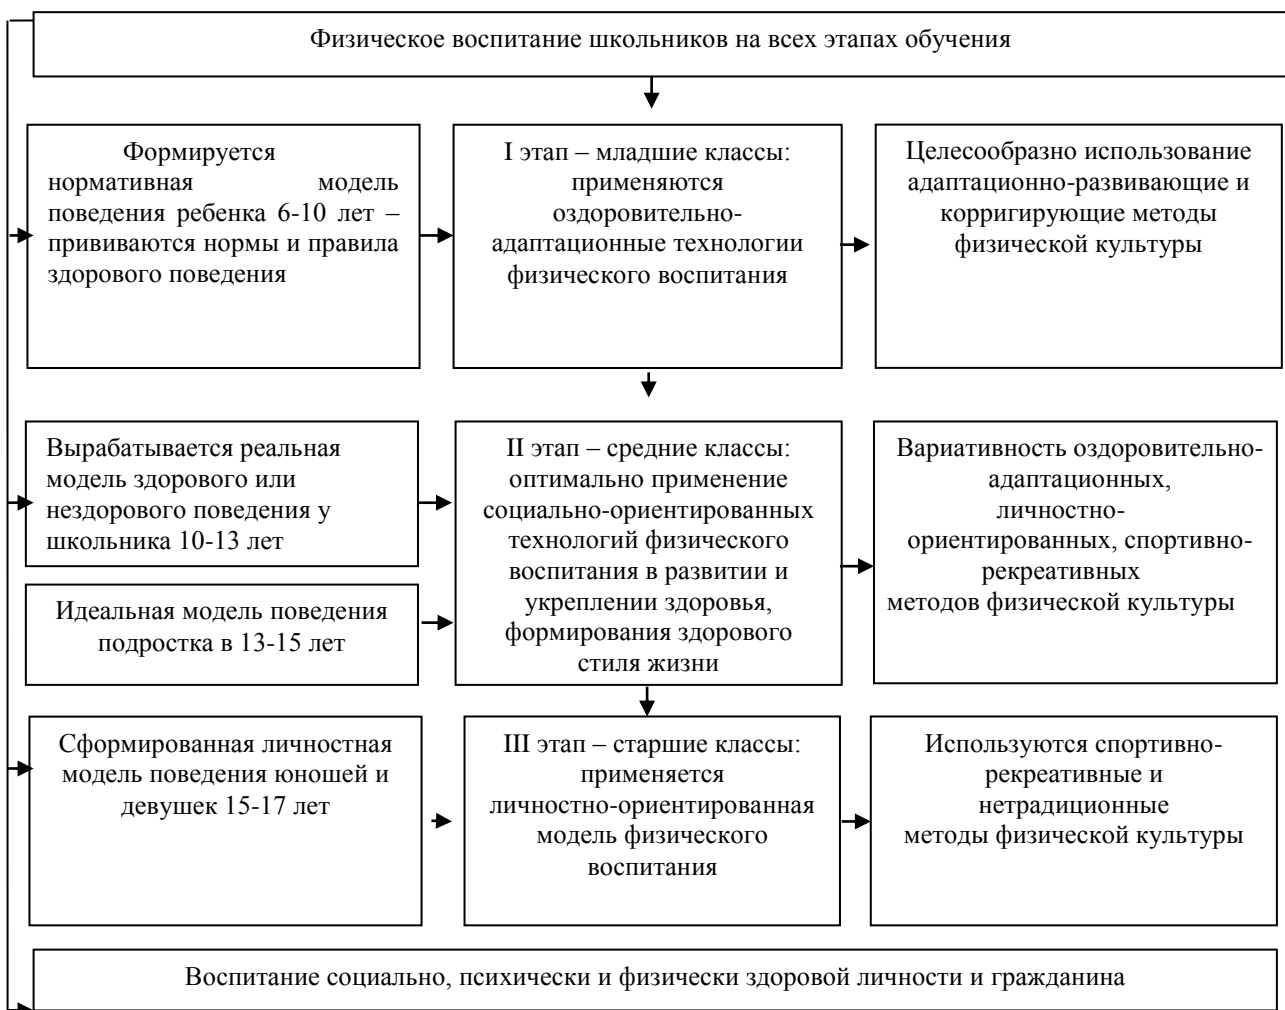 Физическое воспитание школьников на всех этапах обучения
Формируется
нормативная модель
поведения ребенка 6-10 лет –
прививаются нормы и правила
здорового поведения
I этап – младшие классы:
применяются
оздоровительно-
адаптационные технологии
физического воспитания
Целесообразно использование
адаптационно-развивающие и
корригирующие методы
физической культуры
Вырабатывается реальная
модель здорового или
нездорового поведения у
школьника 10-13 лет
Идеальная модель поведения
подростка в 13-15 лет
II этап – средние классы:
оптимально применение
социально-ориентированных
технологий физического
воспитания в развитии и
укреплении здоровья,
формирования здорового
стиля жизни
Вариативность оздоровительно-
адаптационных,
личностно-
ориентированных, спортивно-
рекреативных
методов физической культуры
Сформированная личностная
модель поведения юношей и
девушек 15-17 лет
III этап – старшие классы:
применяется
личностно-ориентированная
модель физического
воспитания
Используются спортивно-
рекреативные и
нетрадиционные
методы физической культуры
Воспитание социально, психически и физически здоровой личности и гражданина